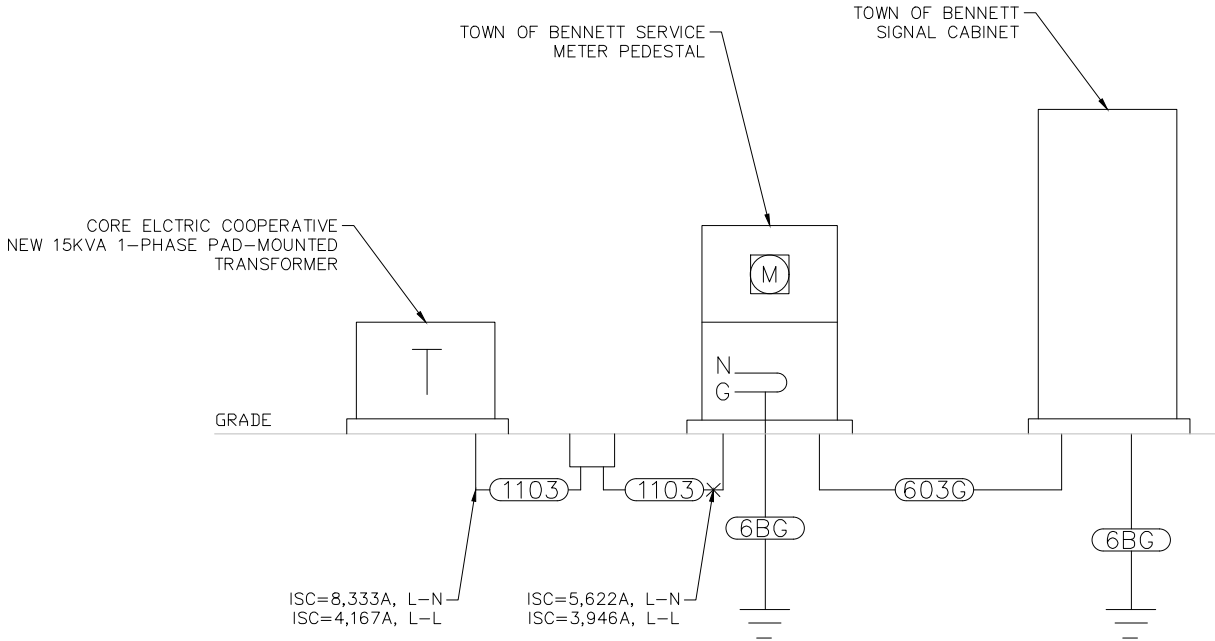 TOWN OF BENNETT
SIGNAL CABINET
TOWN OF BENNETT SERVICE
METER PEDESTAL
CORE ELCTRIC COOPERATIVE
NEW 15KVA 1-PHASE PAD-MOUNTED
TRANSFORMER
M
T
N
G
GRADE
1103
1103
603G
6BG
6BG
ISC=8,333A, L-N
ISC=4,167A, L-L
ISC=5,622A, L-N
ISC=3,946A, L-L